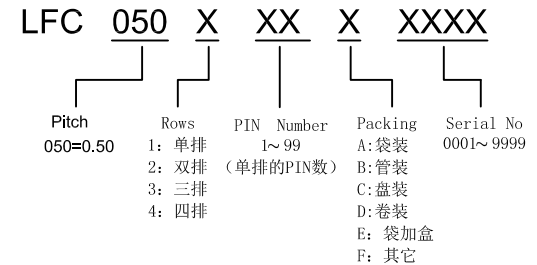 LFC 050 X XX X XXXX
Pitch
050=0.50
Rows
1: 单排
2: 双排
3: 三排
4: 四排
PIN Number
1~99
(单排的PIN数)
Packing
A:袋装
B:管装
C:盘装
D:卷装
E: 袋加盒
F: 其它
Serial No
0001~9999